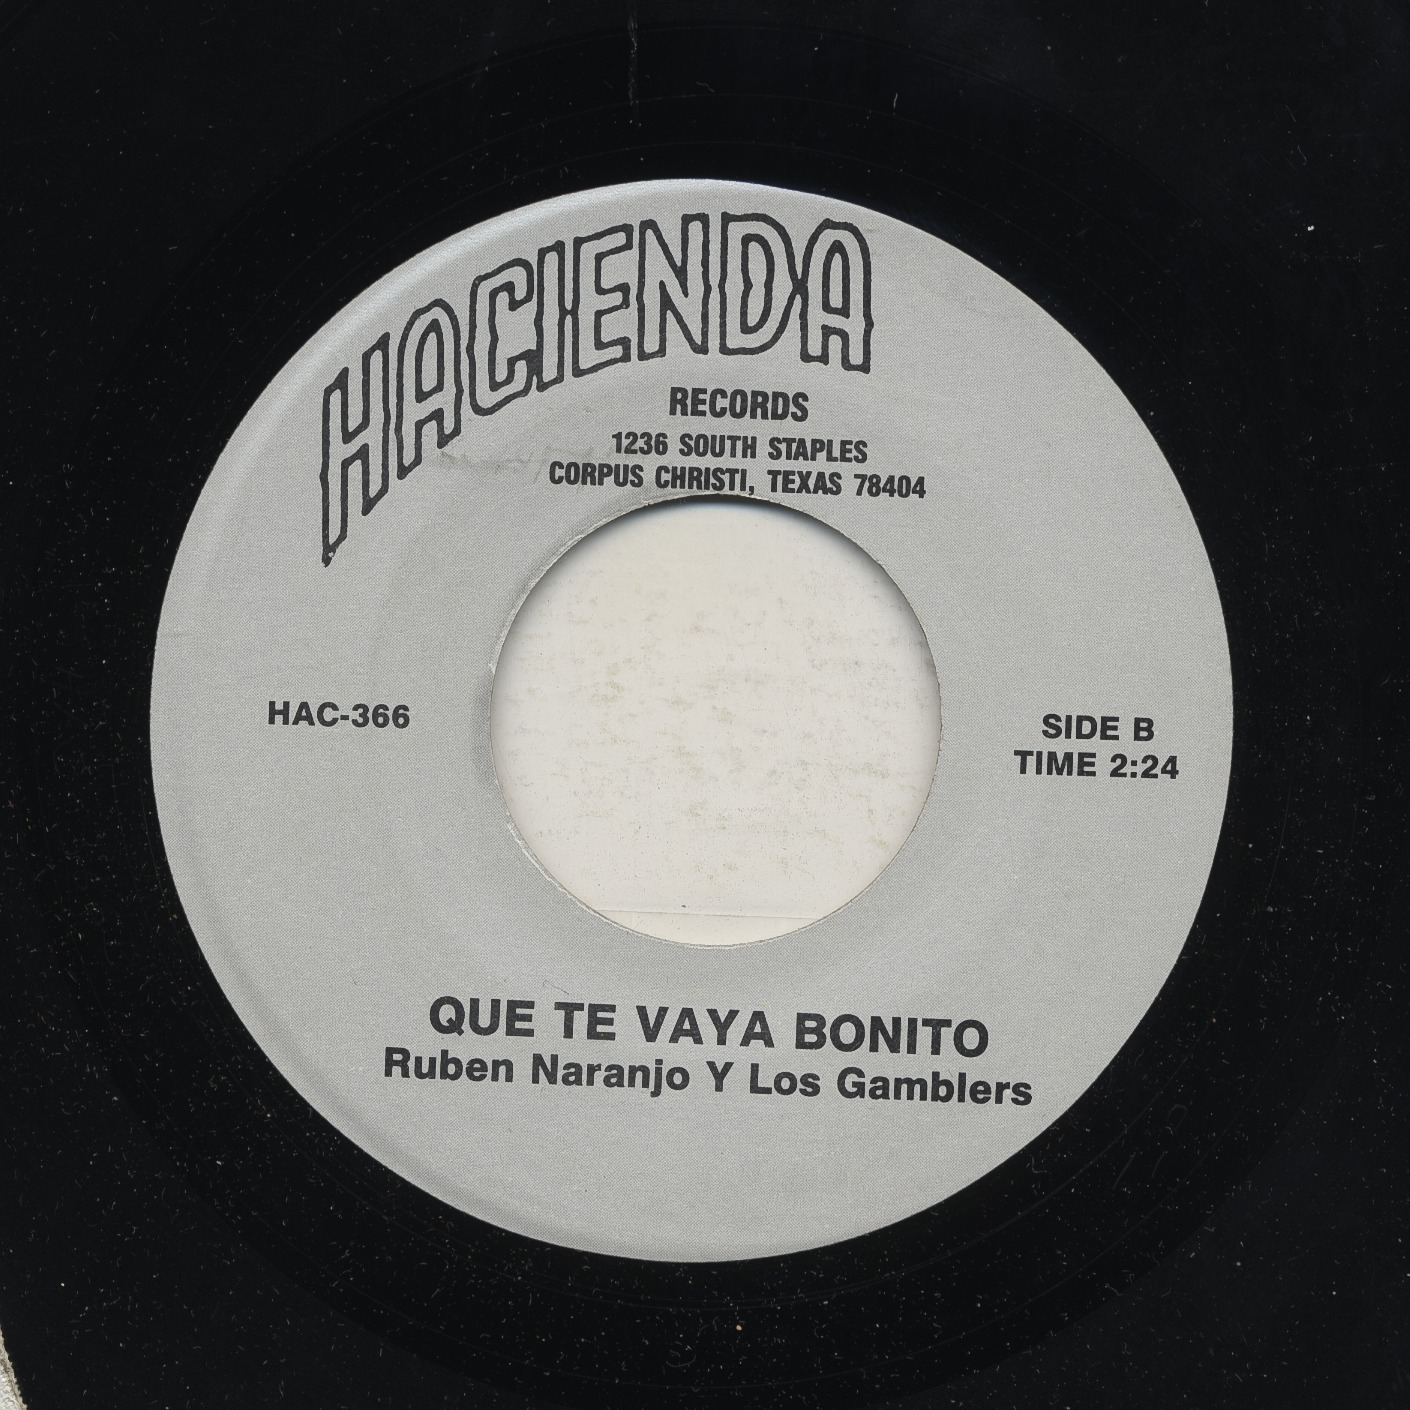 HACIENDA
RECORDS
1236 SOUTH STAPLES
CORPUS CHRISTI, TEXAS 78404
HAC-366
SIDE B
TIME 2:24
QUE TE VAYA BONITO
Ruben Naranjo Y Los Gamblers